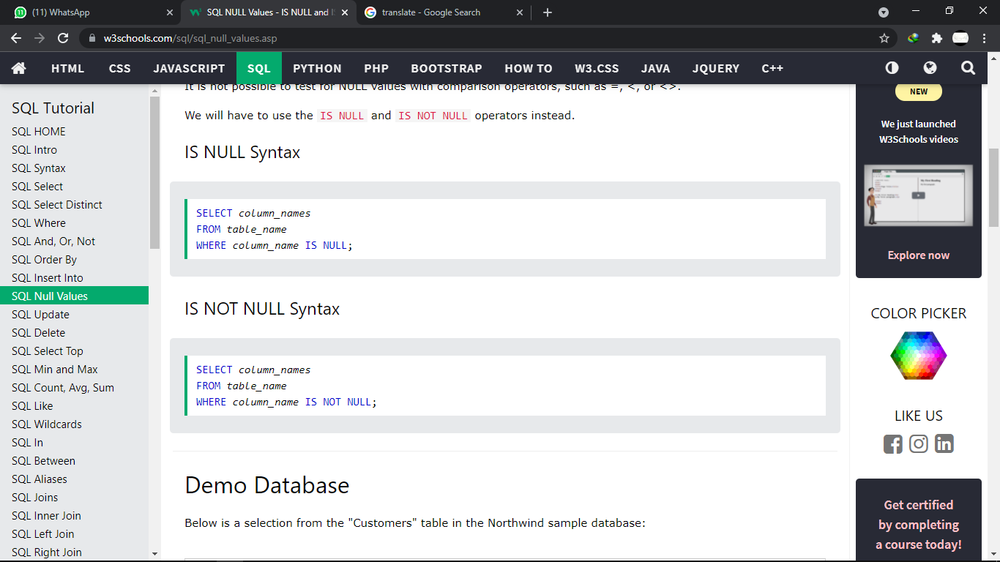 (11) WhatsApp
SQL NULL Values - IS NULL and IS
translate - Google Search
w3schools.com/sql/sql_null_values.asp
HTML CSS JAVASCRIPT SQL PYTHON PHP BOOTSTRAP HOW TO W3.CSS JAVA JQUERY C++
SQL Tutorial
SQL HOME
SQL Intro
SQL Syntax
SQL Select
SQL Select Distinct
SQL Where
SQL And, Or, Not
SQL Order By
SQL Insert Into
SQL Null Values
SQL Update
SQL Delete
SQL Select Top
SQL Min and Max
SQL Count, Avg, Sum
SQL Like
SQL Wildcards
SQL In
SQL Between
SQL Aliases
SQL Joins
SQL Inner Join
SQL Left Join
SQL Right Join
It is not possible to test for NULL values with comparison operators, such as =, <, or <>.
We will have to use the IS NULL and IS NOT NULL operators instead.
IS NULL Syntax
SELECT column_names
FROM table_name
WHERE column_name IS NULL;
IS NOT NULL Syntax
SELECT column_names
FROM table_name
WHERE column_name IS NOT NULL;
Demo Database
Below is a selection from the "Customers" table in the Northwind sample database:
NEW
We just launched
W3Schools videos
Explore now
COLOR PICKER
LIKE US
Get certified
by completing
a course today!